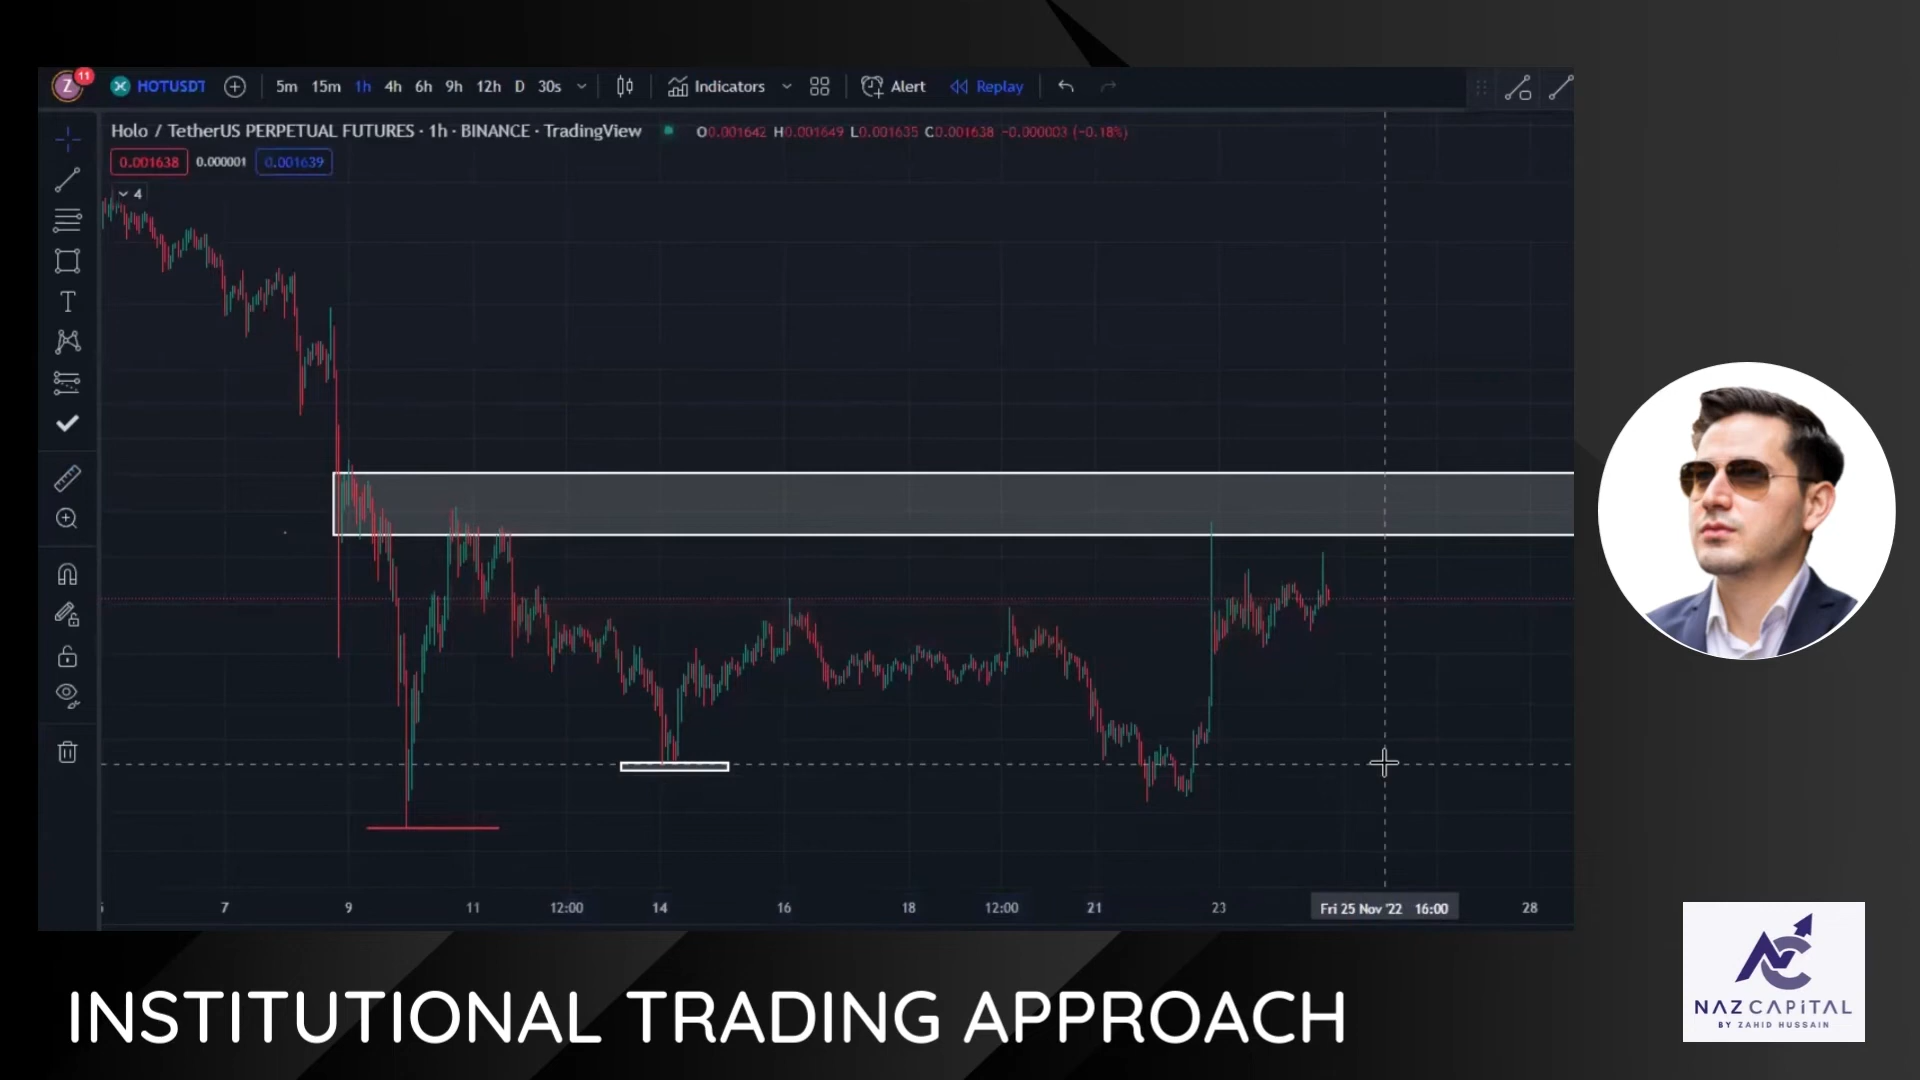 Z 11 HOTUSDT 5m 15m 1h 4h 6h 9h 12h D 30s Indicators Alert Replay
Holo / TetherUS PERPETUAL FUTURES · 1h · BINANCE · TradingView O0.001642 H0.001649 L0.001635 C0.001638 −0.000003 (−0.18%)
0.001638 0.000001 0.001639
4
T
7 9 11 12:00 14 16 18 12:00 21 23 Fri 25 Nov '22 16:00 28
INSTITUTIONAL TRADING APPROACH
NAZ CAPITAL
BY ZAHID HUSSAIN